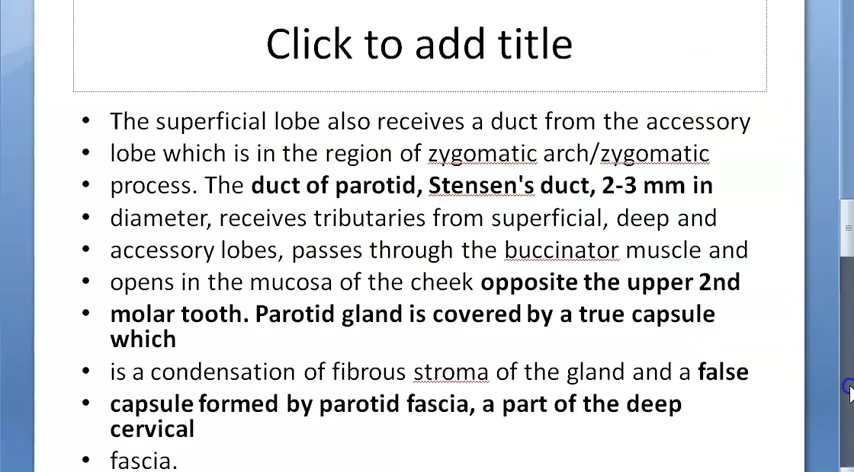 Click to add title
• The superficial lobe also receives a duct from the accessory
• lobe which is in the region of zygomatic arch/zygomatic
• process. The duct of parotid, Stensen's duct, 2-3 mm in
• diameter, receives tributaries from superficial, deep and
• accessory lobes, passes through the buccinator muscle and
• opens in the mucosa of the cheek opposite the upper 2nd
• molar tooth. Parotid gland is covered by a true capsule
which
• is a condensation of fibrous stroma of the gland and a false
• capsule formed by parotid fascia, a part of the deep
cervical
• fascia.